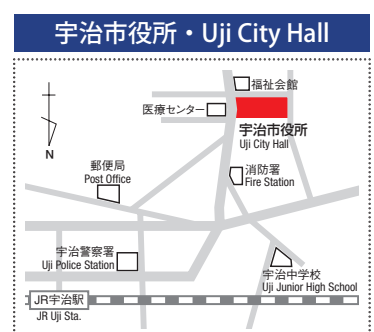 宇治市役所・Uji City Hall
福祉会館
医療センター
宇治市役所
Uji City Hall
N
郵便局
Post Office
消防署
Fire Station
宇治警察署
Uji Police Station
宇治中学校
Uji Junior High School
JR宇治駅
JR Uji Sta.